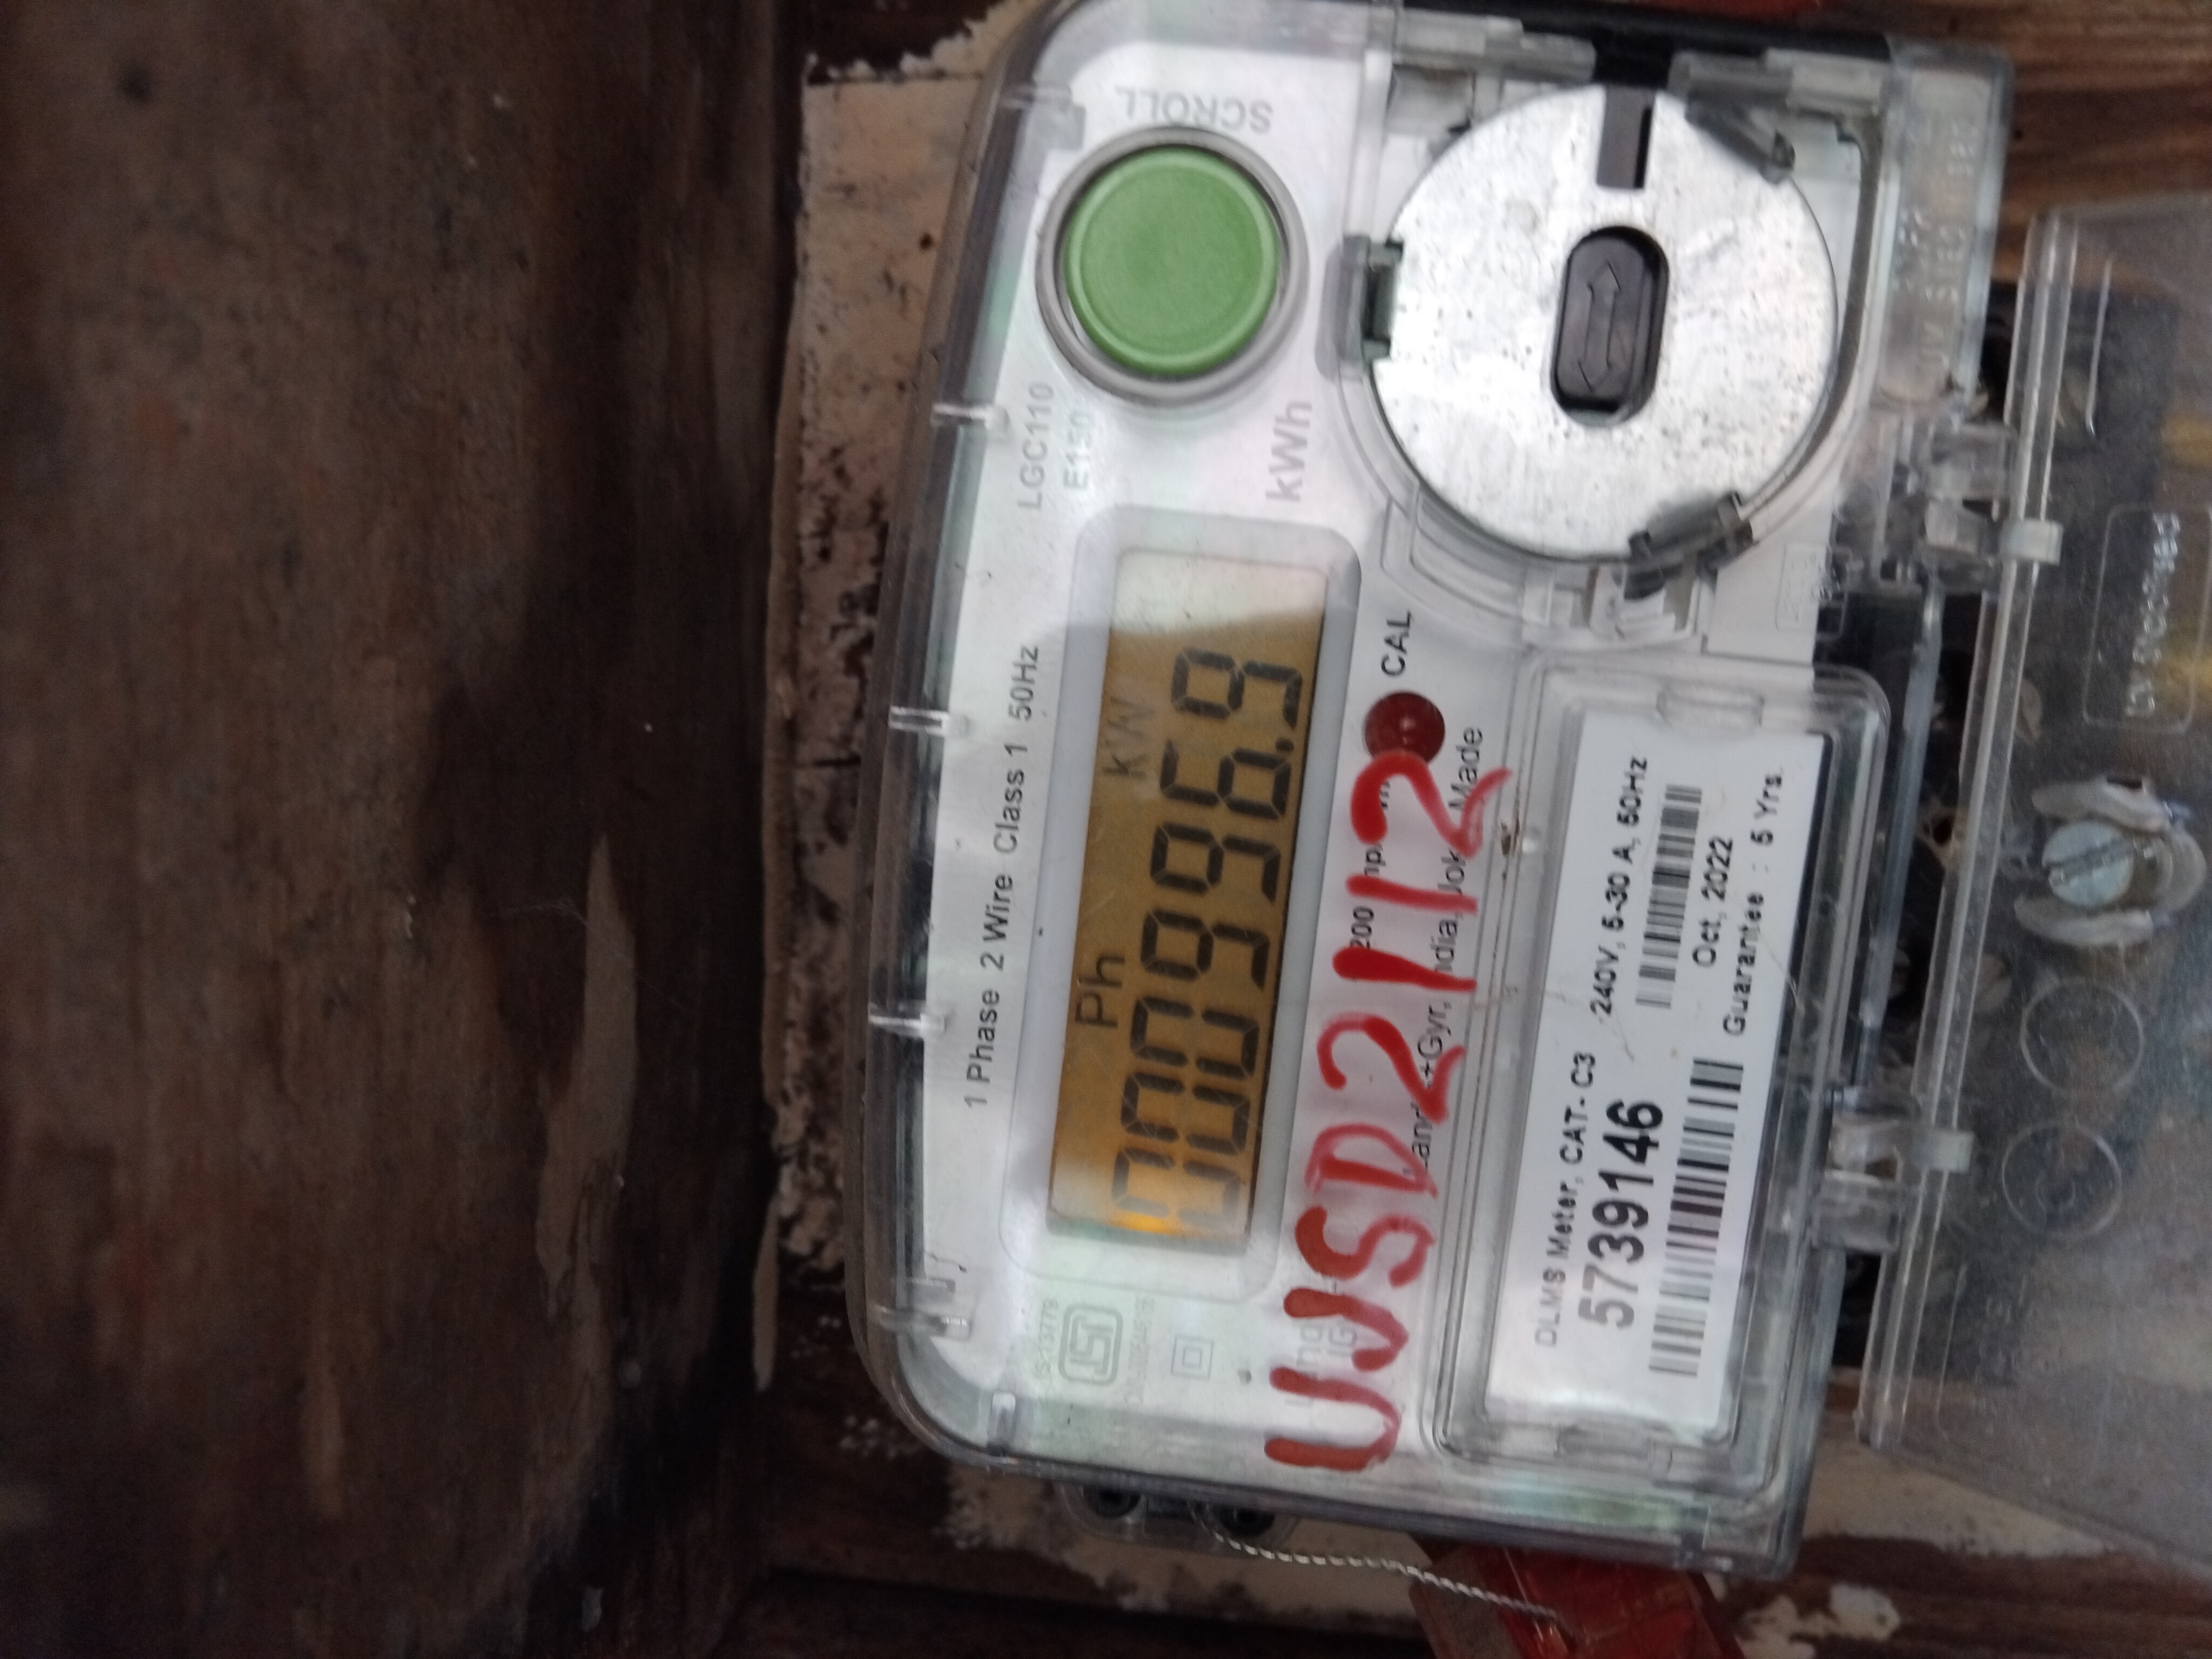 SCROLL
LGC110
E150
kWh
1 Phase 2 Wire Class 1 50Hz
Ph kW
000996.9
CAL
UVSD2112
DLMS Meter, CAT- C3 240V, 5-30 A, 50Hz
5739146
Oct, 2022
Guarantee : 5 Yrs.